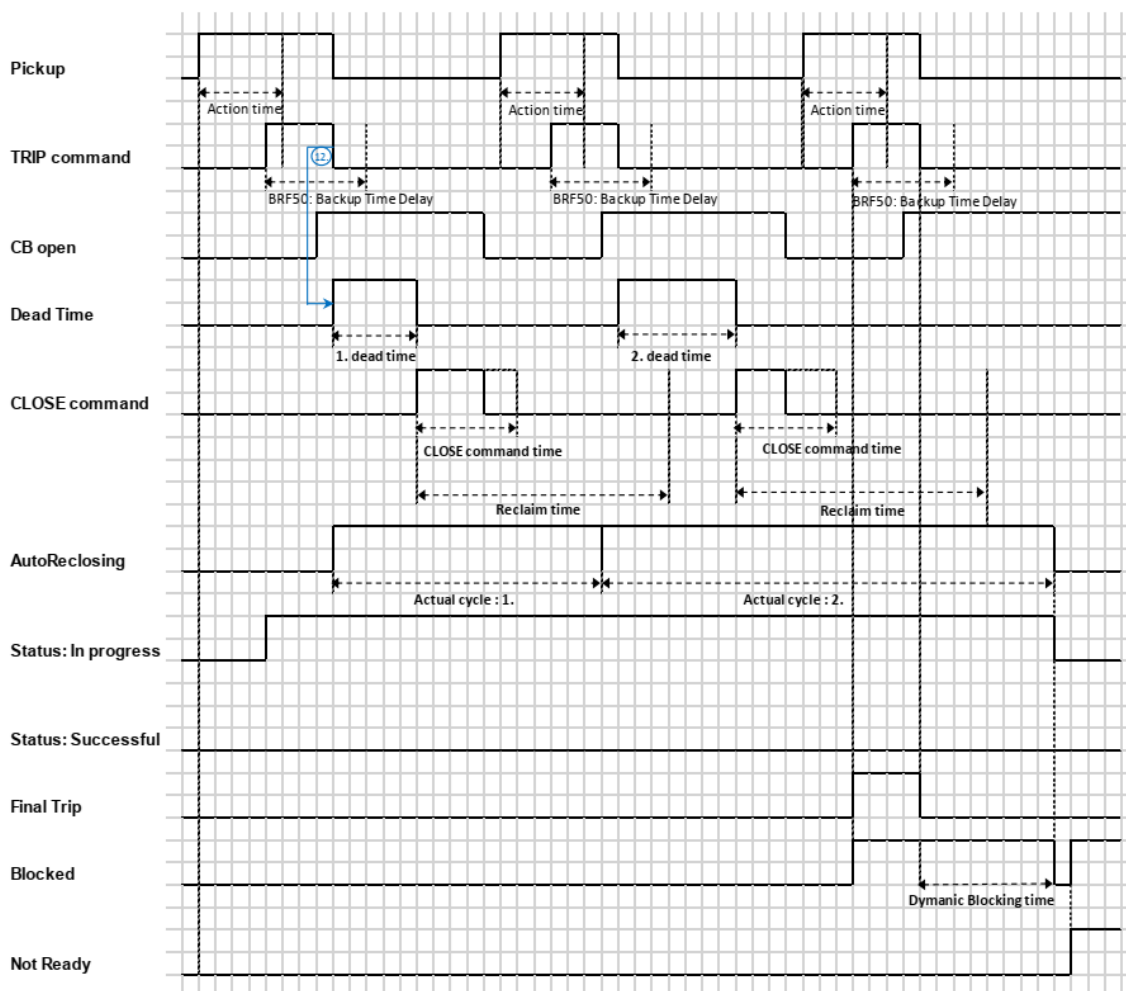 Pickup
Action time
Action time
Action time
TRIP command
12.
BRF50: Backup Time Delay
BRF50: Backup Time Delay
BRF50: Backup Time Delay
CB open
Dead Time
1. dead time
2. dead time
CLOSE command
CLOSE command time
CLOSE command time
Reclaim time
Reclaim time
AutoReclosing
Actual cycle : 1.
Actual cycle : 2.
Status: In progress
Status: Successful
Final Trip
Blocked
Dymanic Blocking time
Not Ready